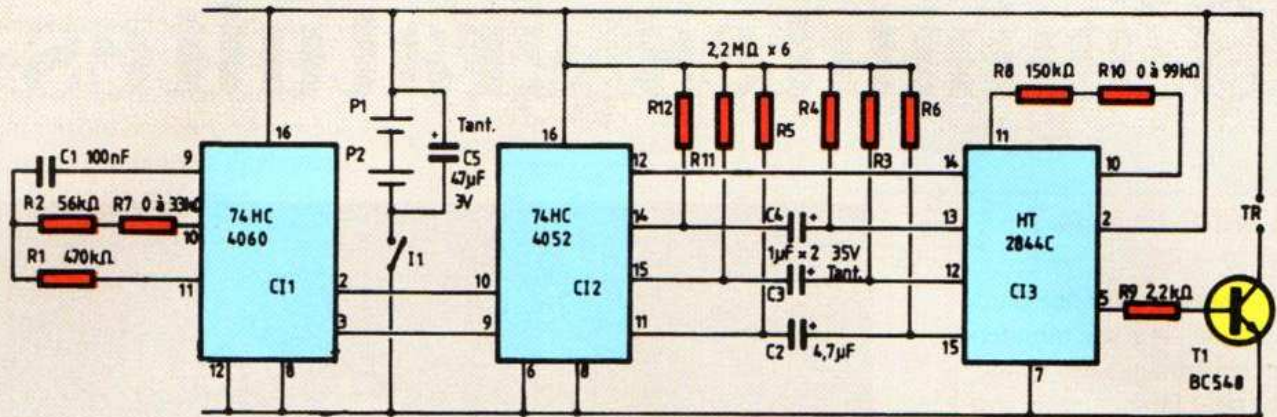 2,2MΩ x 6
R8 150kΩ
R10 0 à 99kΩ
P1
Tant.
C5
47µF
3V
P2
16
16
R12
R11
R5
R4
R3
R6
11
C1 100nF
9
12
14
10
R2 56kΩ
R7 0 à 33kΩ
10
74HC
4060
74HC
4052
14
C4
1µF x 2 35V
Tant.
13
HT
2844C
2
TR
R1 470kΩ
11
CI1
2
I1
10
CI2
15
C3
12
CI3
5
R9 2,2kΩ
3
9
11
C2
4,7µF
15
T1
BC548
12
8
6
8
7